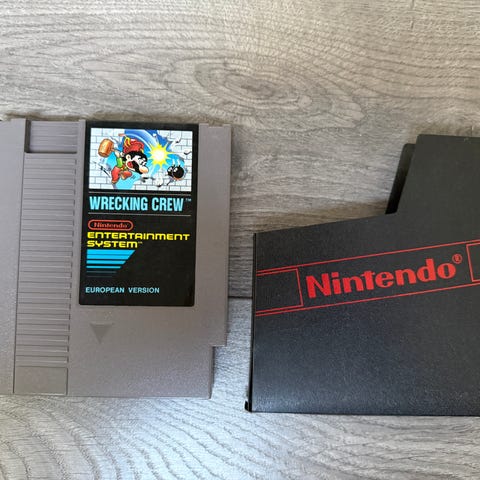 WRECKING CREW™
Nintendo
ENTERTAINMENT
SYSTEM™
EUROPEAN VERSION
Nintendo®